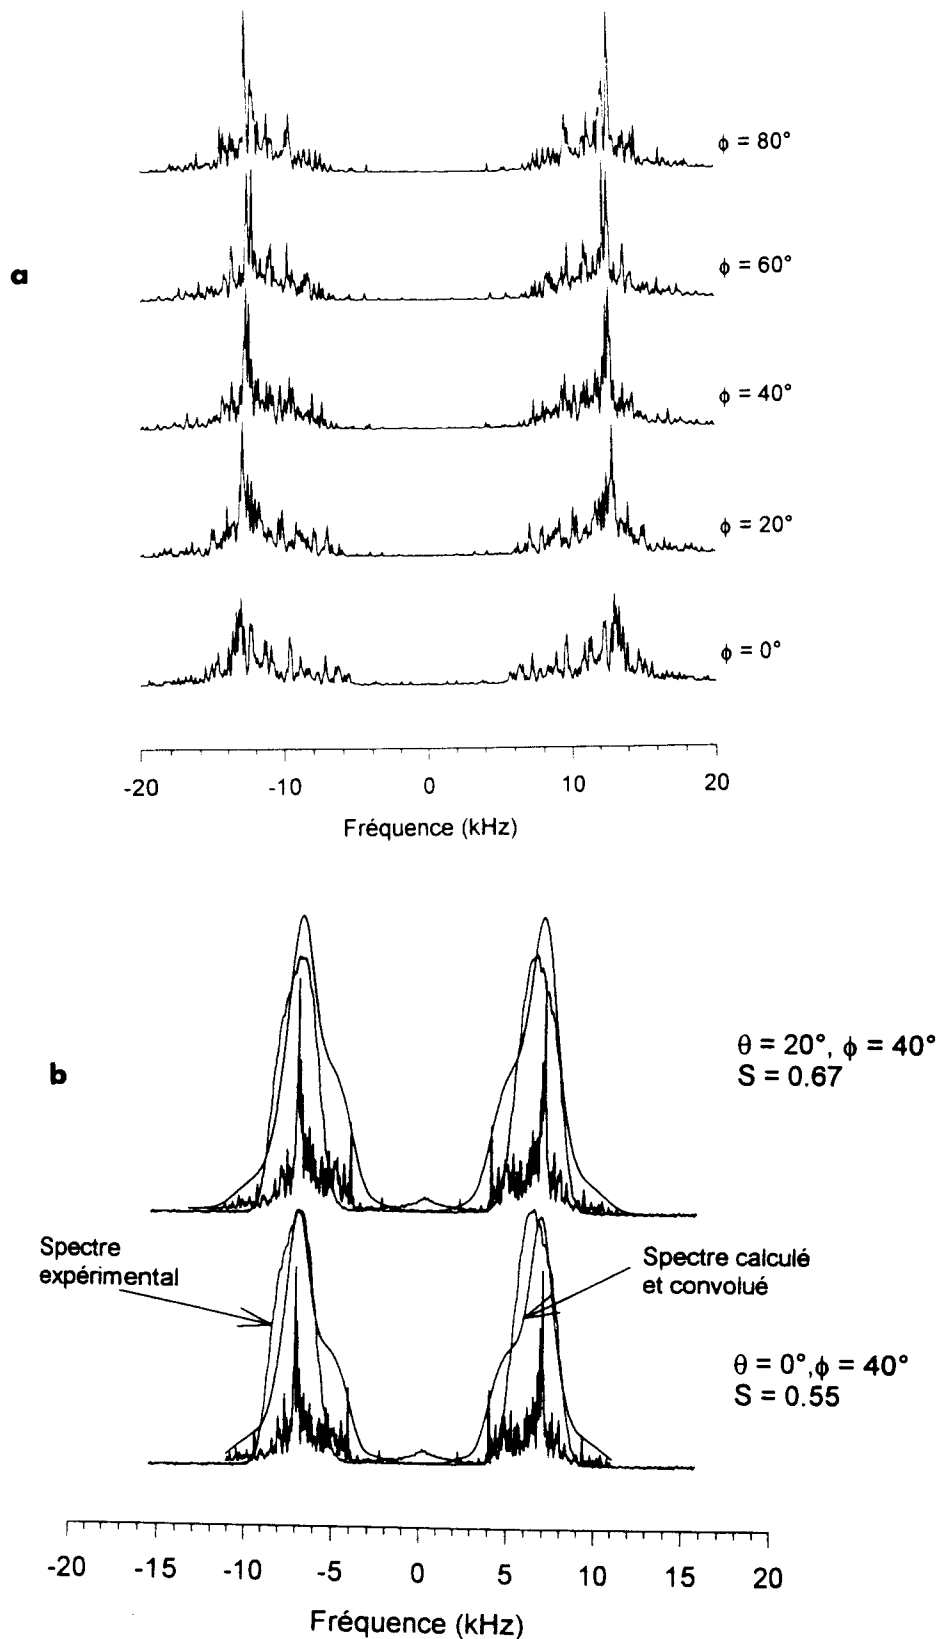 a
ϕ = 80°
ϕ = 60°
ϕ = 40°
ϕ = 20°
ϕ = 0°
-20 -10 0 10 20
Fréquence (kHz)
b
θ = 20°, ϕ = 40°
S = 0.67
Spectre
expérimental
Spectre calculé
et convolué
θ = 0°,ϕ = 40°
S = 0.55
-20 -15 -10 -5 0 5 10 15 20
Fréquence (kHz)